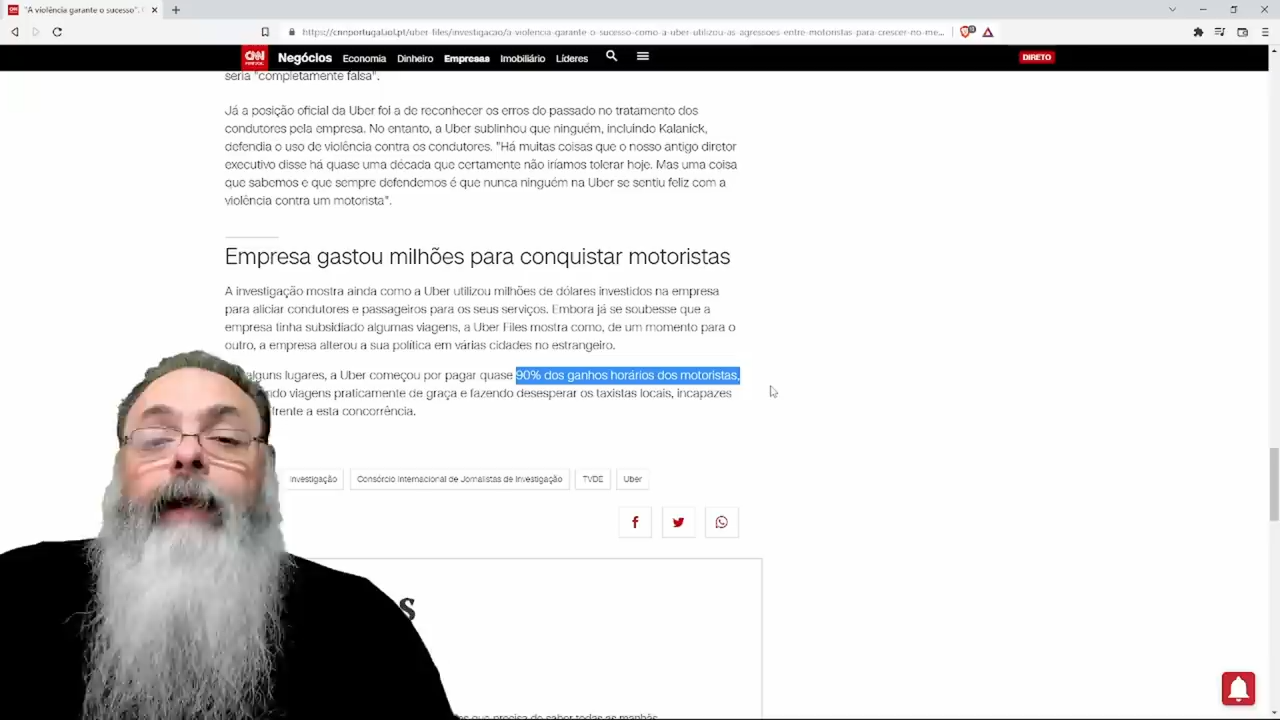 "A violência garante o sucesso".
https://cnnportugal.iol.pt/uber-files/investigacao/a-violencia-garante-o-sucesso-como-a-uber-utilizou-as-agressoes-entre-motoristas-para-crescer-no-me...
CNN PORTUGAL Negócios Economia Dinheiro Empresas Imobiliário Líderes DIRETO
seria "completamente falsa".
Já a posição oficial da Uber foi a de reconhecer os erros do passado no tratamento dos
condutores pela empresa. No entanto, a Uber sublinhou que ninguém, incluindo Kalanick,
defendia o uso de violência contra os condutores. "Há muitas coisas que o nosso antigo diretor
executivo disse há quase uma década que certamente não iríamos tolerar hoje. Mas uma coisa
que sabemos e que sempre defendemos é que nunca ninguém na Uber se sentiu feliz com a
violência contra um motorista".
Empresa gastou milhões para conquistar motoristas
A investigação mostra ainda como a Uber utilizou milhões de dólares investidos na empresa
para aliciar condutores e passageiros para os seus serviços. Embora já se soubesse que a
empresa tinha subsidiado algumas viagens, a Uber Files mostra como, de um momento para o
outro, a empresa alterou a sua política em várias cidades no estrangeiro.
alguns lugares, a Uber começou por pagar quase 90% dos ganhos horários dos motoristas,
viagens praticamente de graça e fazendo desesperar os taxistas locais, incapazes
frente a esta concorrência.
Investigação Consórcio Internacional de Jornalistas de Investigação TVDE Uber
que precisa de saber todas as manhãs